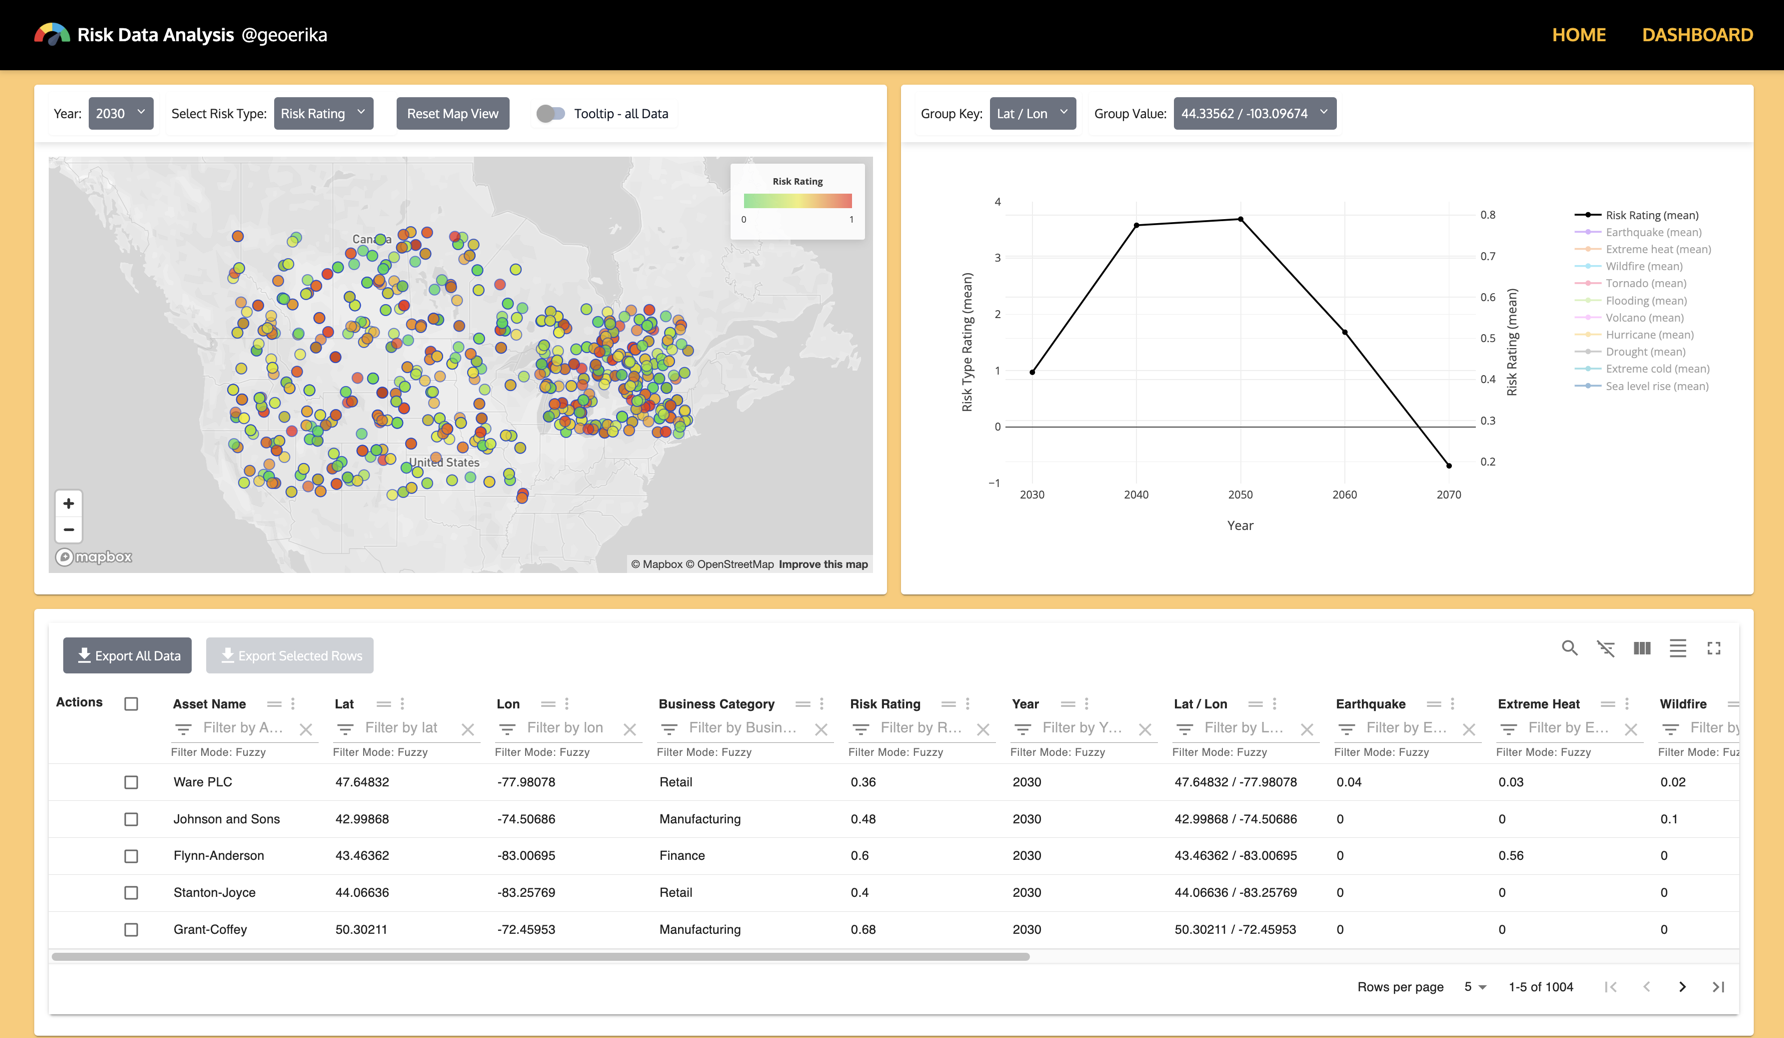 Risk Data Analysis @geoerika
HOME
DASHBOARD
Year: 2030 Select Risk Type: Risk Rating Reset Map View Tooltip - all Data
Risk Rating
0 1
Canada
United States
+
−
mapbox
© Mapbox © OpenStreetMap Improve this map
Group Key: Lat / Lon Group Value: 44.33562 / -103.09674
4
3
2
1
0
−1
Risk Type Rating (mean)
0.8
0.7
0.6
0.5
0.4
0.3
0.2
Risk Rating (mean)
2030 2040 2050 2060 2070
Year
Risk Rating (mean)
Earthquake (mean)
Extreme heat (mean)
Wildfire (mean)
Tornado (mean)
Flooding (mean)
Volcano (mean)
Hurricane (mean)
Drought (mean)
Extreme cold (mean)
Sea level rise (mean)
Export All Data Export Selected Rows
Actions Asset Name Lat Lon Business Category Risk Rating Year Lat / Lon Earthquake Extreme Heat Wildfire
Filter by A... Filter by lat Filter by lon Filter by Busin... Filter by R... Filter by Y... Filter by L... Filter by E... Filter by E... Filter by
Filter Mode: Fuzzy Filter Mode: Fuzzy Filter Mode: Fuzzy Filter Mode: Fuzzy Filter Mode: Fuzzy Filter Mode: Fuzzy Filter Mode: Fuzzy Filter Mode: Fuzzy Filter Mode: Fuzzy Filter Mode: Fuz
Ware PLC 47.64832 -77.98078 Retail 0.36 2030 47.64832 / -77.98078 0.04 0.03 0.02
Johnson and Sons 42.99868 -74.50686 Manufacturing 0.48 2030 42.99868 / -74.50686 0 0 0.1
Flynn-Anderson 43.46362 -83.00695 Finance 0.6 2030 43.46362 / -83.00695 0 0.56 0
Stanton-Joyce 44.06636 -83.25769 Retail 0.4 2030 44.06636 / -83.25769 0 0 0
Grant-Coffey 50.30211 -72.45953 Manufacturing 0.68 2030 50.30211 / -72.45953 0 0 0
Rows per page 5 1-5 of 1004